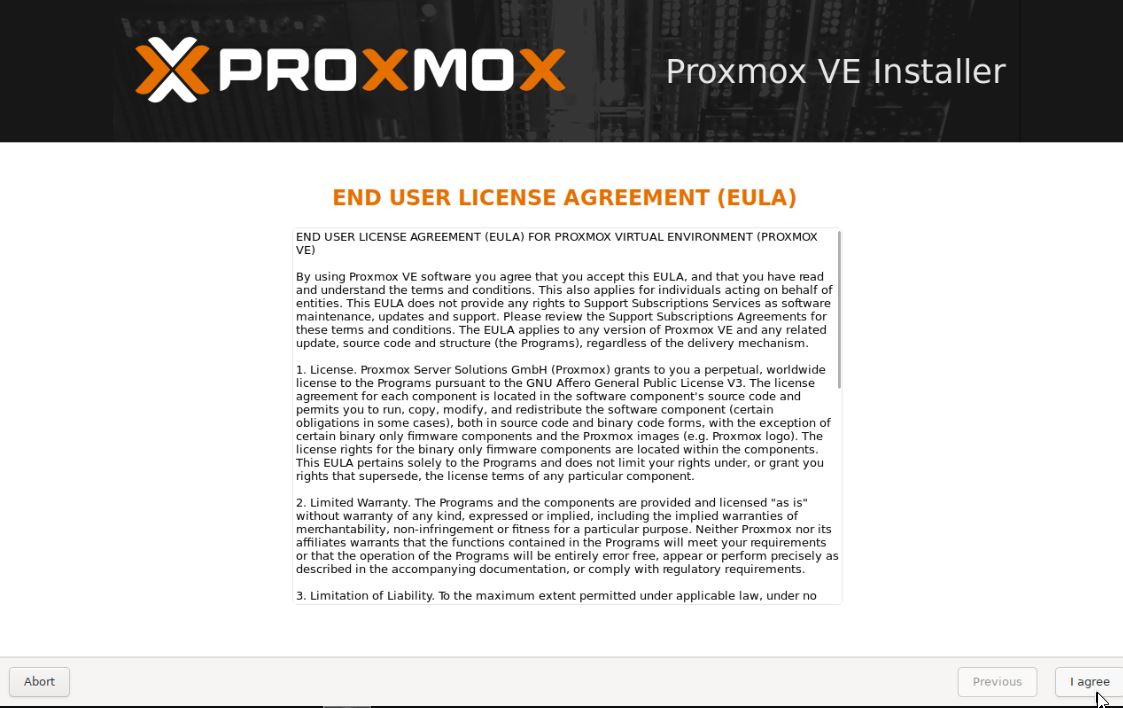 PROXMOX
Proxmox VE Installer
END USER LICENSE AGREEMENT (EULA)
END USER LICENSE AGREEMENT (EULA) FOR PROXMOX VIRTUAL ENVIRONMENT (PROXMOX
VE)
By using Proxmox VE software you agree that you accept this EULA, and that you have read
and understand the terms and conditions. This also applies for individuals acting on behalf of
entities. This EULA does not provide any rights to Support Subscriptions Services as software
maintenance, updates and support. Please review the Support Subscriptions Agreements for
these terms and conditions. The EULA applies to any version of Proxmox VE and any related
update, source code and structure (the Programs), regardless of the delivery mechanism.
1. License. Proxmox Server Solutions GmbH (Proxmox) grants to you a perpetual, worldwide
license to the Programs pursuant to the GNU Affero General Public License V3. The license
agreement for each component is located in the software component's source code and
permits you to run, copy, modify, and redistribute the software component (certain
obligations in some cases), both in source code and binary code forms, with the exception of
certain binary only firmware components and the Proxmox images (e.g. Proxmox logo). The
license rights for the binary only firmware components are located within the components.
This EULA pertains solely to the Programs and does not limit your rights under, or grant you
rights that supersede, the license terms of any particular component.
2. Limited Warranty. The Programs and the components are provided and licensed "as is"
without warranty of any kind, expressed or implied, including the implied warranties of
merchantability, non-infringement or fitness for a particular purpose. Neither Proxmox nor its
affiliates warrants that the functions contained in the Programs will meet your requirements
or that the operation of the Programs will be entirely error free, appear or perform precisely as
described in the accompanying documentation, or comply with regulatory requirements.
3. Limitation of Liability. To the maximum extent permitted under applicable law, under no
Abort
Previous
I agree